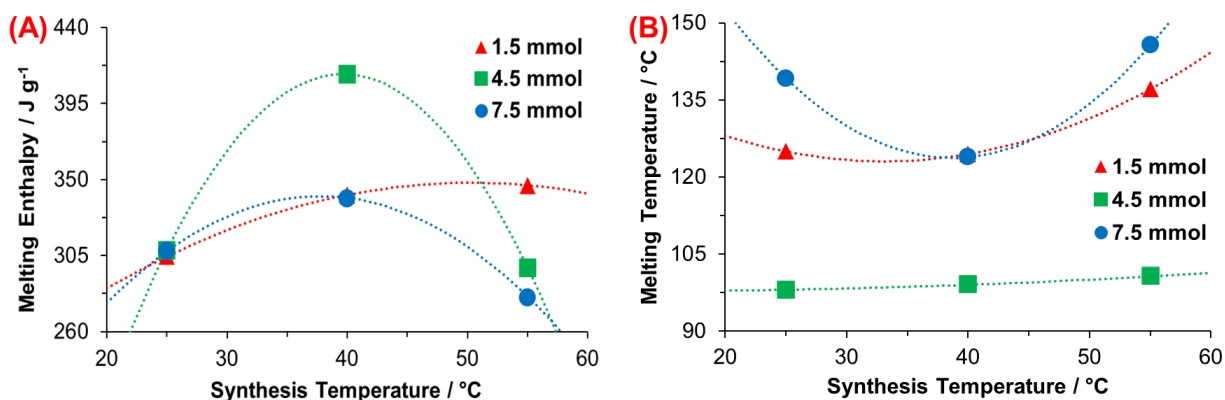 (A)
Melting Enthalpy / J g⁻¹
440
395
350
305
260
20 30 40 50 60
Synthesis Temperature / °C
1.5 mmol
4.5 mmol
7.5 mmol
(B)
Melting Temperature / °C
150
135
120
105
90
20 30 40 50 60
Synthesis Temperature / °C
1.5 mmol
4.5 mmol
7.5 mmol